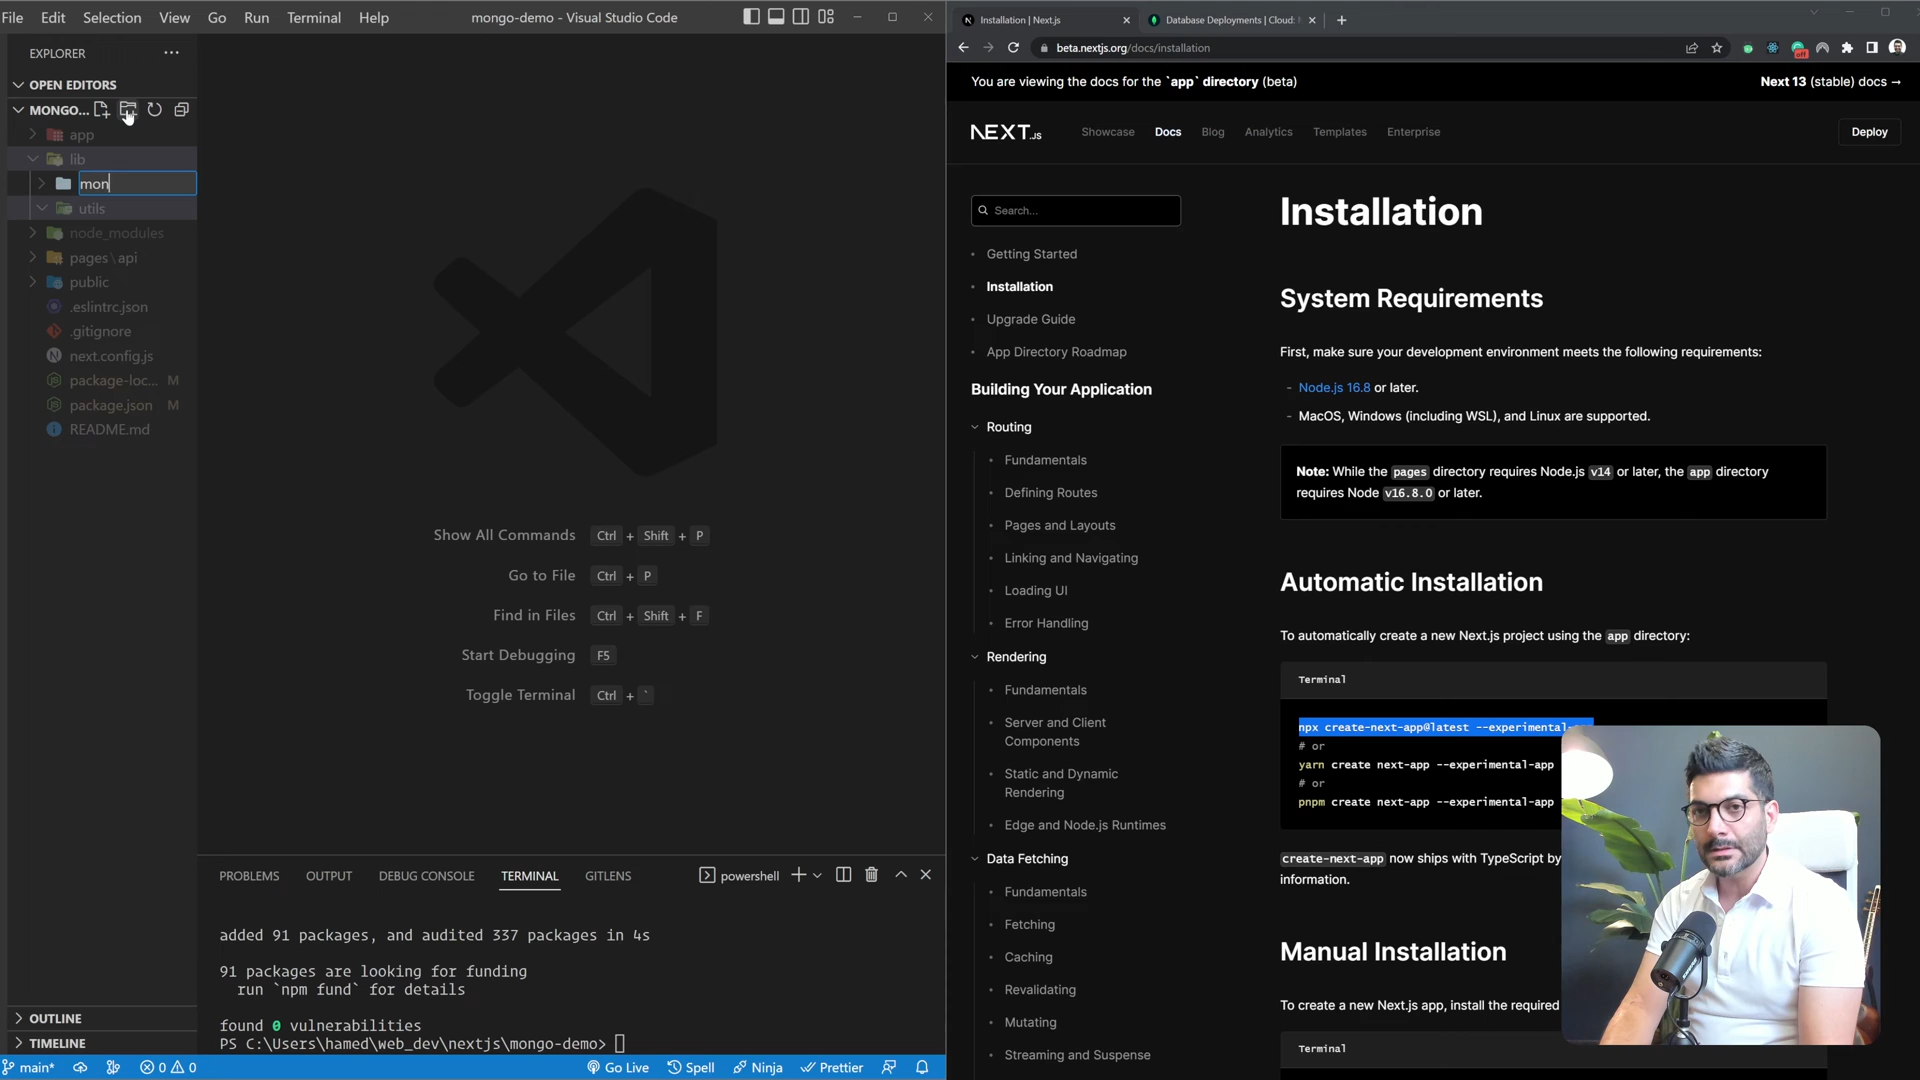 File Edit Selection View Go Run Terminal Help mongo-demo - Visual Studio Code
EXPLORER
OPEN EDITORS
MONGO...
app
lib
mon
utils
node_modules
pages\api
public
.eslintrc.json
.gitignore
next.config.js
package-loc... M
package.json M
README.md
OUTLINE
TIMELINE
Show All Commands Ctrl + Shift + P
Go to File Ctrl + P
Find in Files Ctrl + Shift + F
Start Debugging F5
Toggle Terminal Ctrl + `
PROBLEMS OUTPUT DEBUG CONSOLE TERMINAL GITLENS powershell
added 91 packages, and audited 337 packages in 4s
91 packages are looking for funding
run `npm fund` for details
found 0 vulnerabilities
PS C:\Users\hamed\web_dev\nextjs\mongo-demo>
main* 0 0 Go Live Spell Ninja Prettier
Installation | Next.js Database Deployments | Cloud:
beta.nextjs.org/docs/installation
off
You are viewing the docs for the `app` directory (beta) Next 13 (stable) docs →
NEXT.JS Showcase Docs Blog Analytics Templates Enterprise Deploy
Search...
Getting Started
Installation
Upgrade Guide
App Directory Roadmap
Building Your Application
Routing
Fundamentals
Defining Routes
Pages and Layouts
Linking and Navigating
Loading UI
Error Handling
Rendering
Fundamentals
Server and Client
Components
Static and Dynamic
Rendering
Edge and Node.js Runtimes
Data Fetching
Fundamentals
Fetching
Caching
Revalidating
Mutating
Streaming and Suspense
Installation
System Requirements
First, make sure your development environment meets the following requirements:
- Node.js 16.8 or later.
- MacOS, Windows (including WSL), and Linux are supported.
Note: While the pages directory requires Node.js v14 or later, the app directory
requires Node v16.8.0 or later.
Automatic Installation
To automatically create a new Next.js project using the app directory:
Terminal
npx create-next-app@latest --experimental-
# or
yarn create next-app --experimental-app
# or
pnpm create next-app --experimental-app
create-next-app now ships with TypeScript by
information.
Manual Installation
To create a new Next.js app, install the required
Terminal